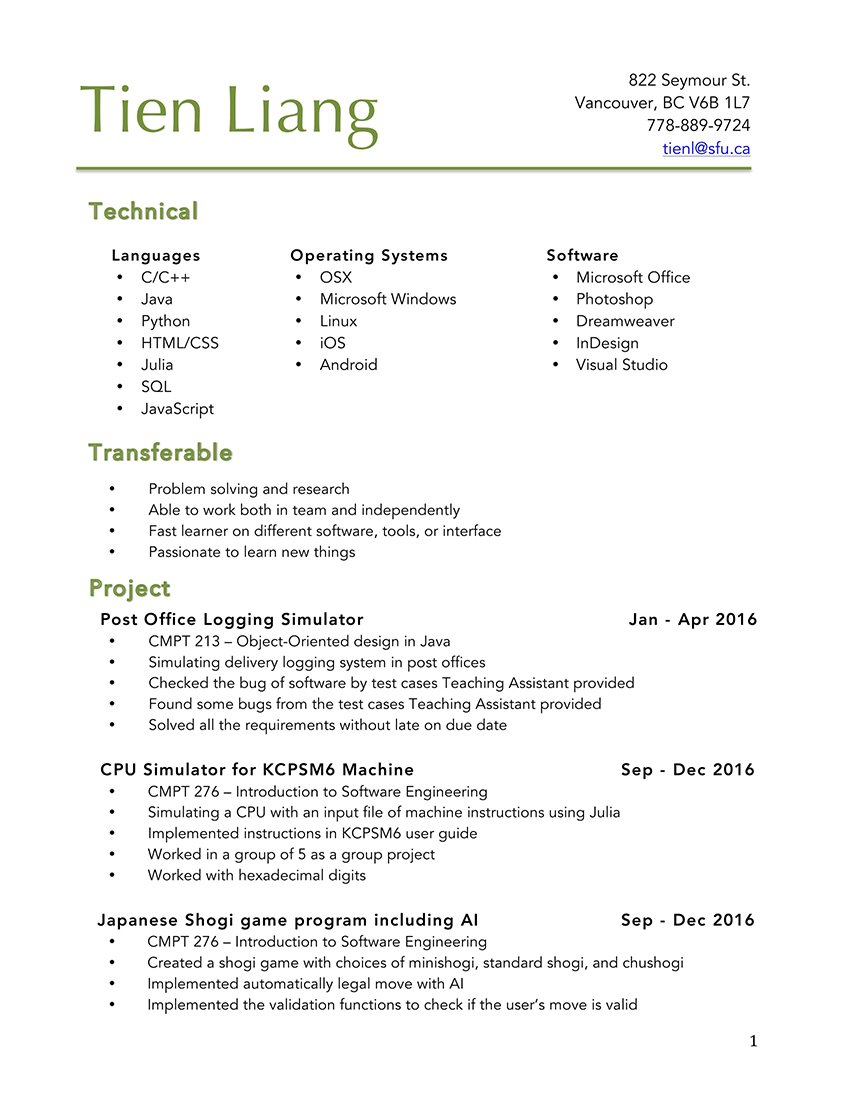 Tien Liang
822 Seymour St.
Vancouver, BC V6B 1L7
778-889-9724
tienl@sfu.ca
Technical
Languages
• C/C++
• Java
• Python
• HTML/CSS
• Julia
• SQL
• JavaScript
Operating Systems
• OSX
• Microsoft Windows
• Linux
• iOS
• Android
Software
• Microsoft Office
• Photoshop
• Dreamweaver
• InDesign
• Visual Studio
Transferable
• Problem solving and research
• Able to work both in team and independently
• Fast learner on different software, tools, or interface
• Passionate to learn new things
Project
Post Office Logging Simulator Jan - Apr 2016
• CMPT 213 – Object-Oriented design in Java
• Simulating delivery logging system in post offices
• Checked the bug of software by test cases Teaching Assistant provided
• Found some bugs from the test cases Teaching Assistant provided
• Solved all the requirements without late on due date
CPU Simulator for KCPSM6 Machine Sep - Dec 2016
• CMPT 276 – Introduction to Software Engineering
• Simulating a CPU with an input file of machine instructions using Julia
• Implemented instructions in KCPSM6 user guide
• Worked in a group of 5 as a group project
• Worked with hexadecimal digits
Japanese Shogi game program including AI Sep - Dec 2016
• CMPT 276 – Introduction to Software Engineering
• Created a shogi game with choices of minishogi, standard shogi, and chushogi
• Implemented automatically legal move with AI
• Implemented the validation functions to check if the user’s move is valid
1